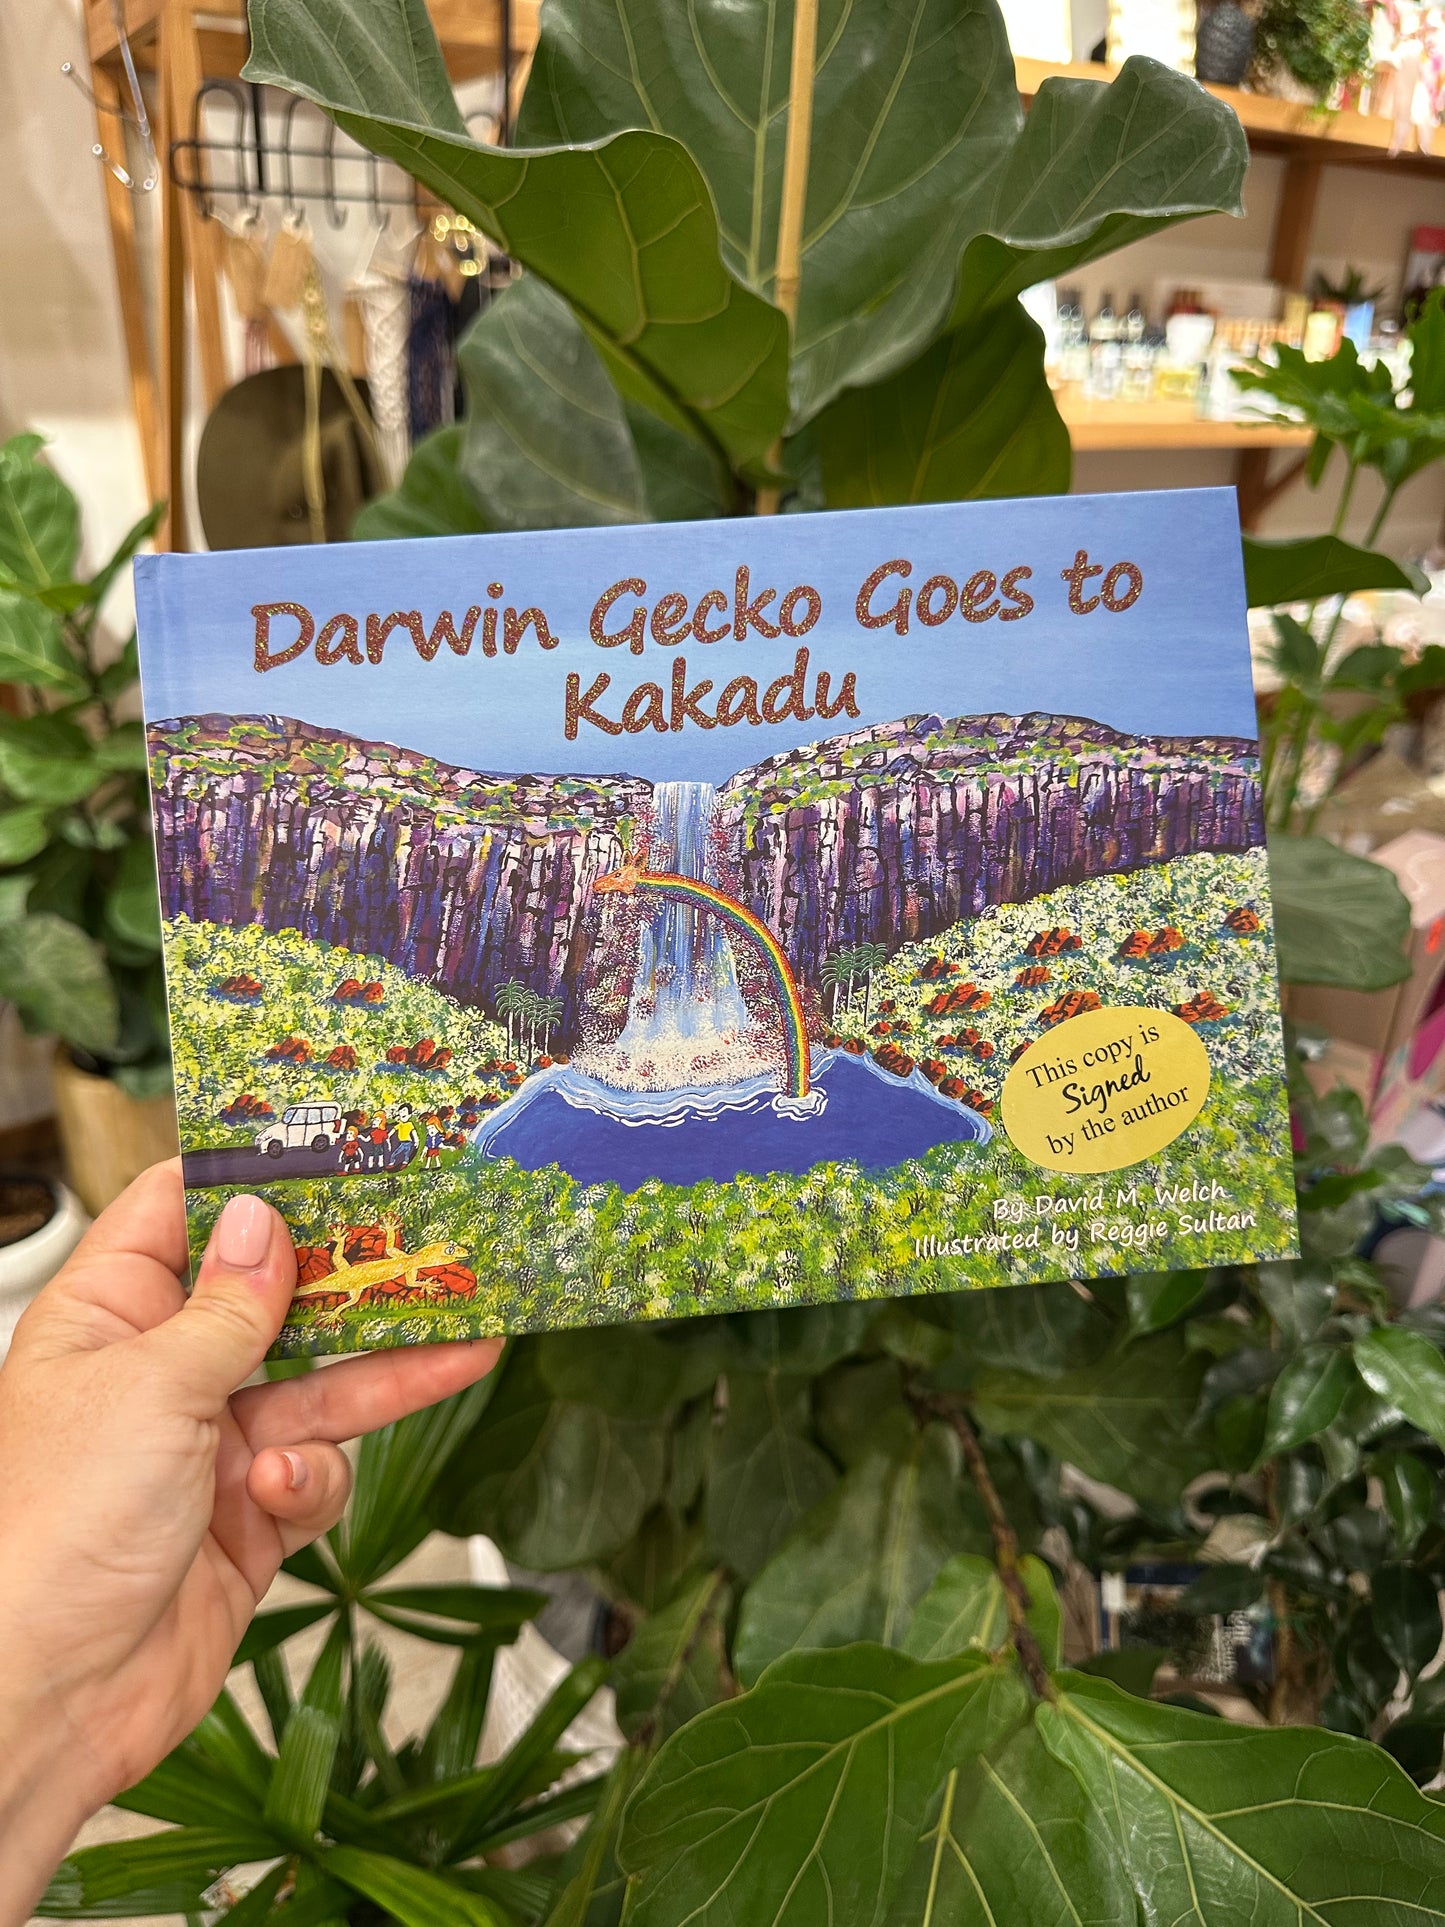 Darwin Gecko Goes to
Kakadu
This copy is
Signed
by the author
By David M. Welch
Illustrated by Reggie Sultan